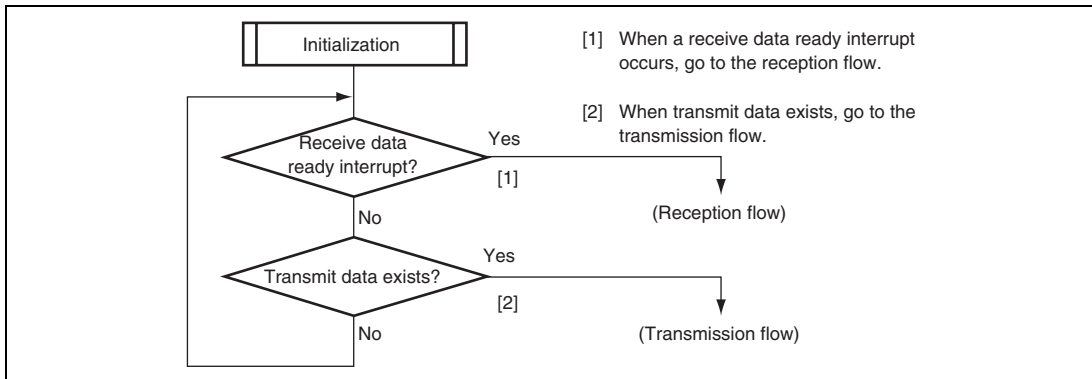 Initialization
[1] When a receive data ready interrupt
occurs, go to the reception flow.
[2] When transmit data exists, go to the
transmission flow.
Receive data
ready interrupt?
Yes
[1]
(Reception flow)
No
Transmit data exists?
Yes
[2]
(Transmission flow)
No